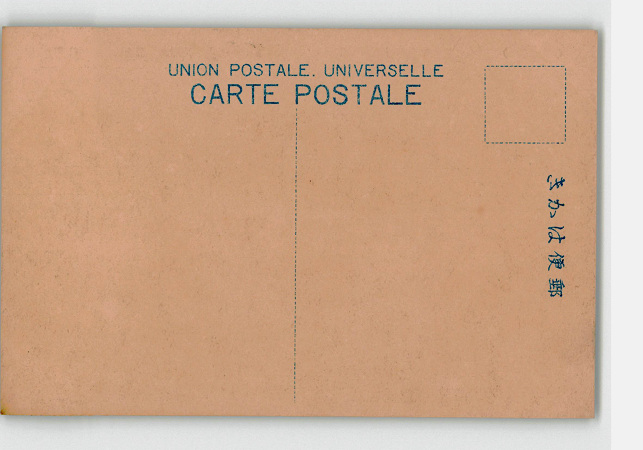 UNION POSTALE. UNIVERSELLE
CARTE POSTALE
郵便はかき